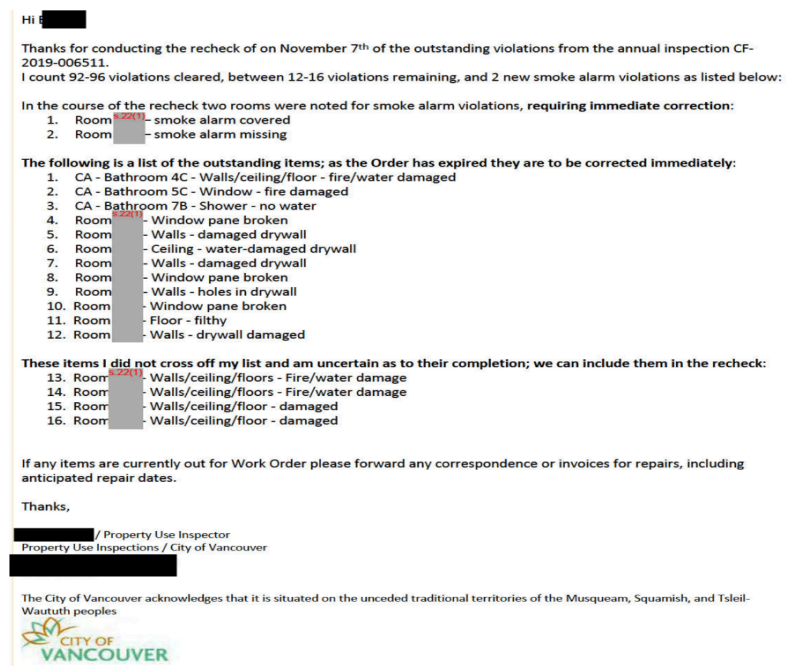 Hi
Thanks for conducting the recheck of on November 7th of the outstanding violations from the annual inspection CF-
2019-006511.
I count 92-96 violations cleared, between 12-16 violations remaining, and 2 new smoke alarm violations as listed below:
In the course of the recheck two rooms were noted for smoke alarm violations, requiring immediate correction:
1. Room s.22(1) - smoke alarm covered
2. Room - smoke alarm missing
The following is a list of the outstanding items; as the Order has expired they are to be corrected immediately:
1. CA - Bathroom 4C - Walls/ceiling/floor - fire/water damaged
2. CA - Bathroom 5C - Window - fire damaged
3. CA - Bathroom 7B - Shower - no water
4. Room s.22(1) - Window pane broken
5. Room - Walls - damaged drywall
6. Room - Ceiling - water-damaged drywall
7. Room - Walls - damaged drywall
8. Room - Window pane broken
9. Room - Walls - holes in drywall
10. Room - Window pane broken
11. Room - Floor - filthy
12. Room - Walls - drywall damaged
These items I did not cross off my list and am uncertain as to their completion; we can include them in the recheck:
13. Room s.22(1) - Walls/ceiling/floors - Fire/water damage
14. Room - Walls/ceiling/floors - Fire/water damage
15. Room - Walls/ceiling/floor - damaged
16. Room - Walls/ceiling/floor - damaged
If any items are currently out for Work Order please forward any correspondence or invoices for repairs, including
anticipated repair dates.
Thanks,
/ Property Use Inspector
Property Use Inspections / City of Vancouver
The City of Vancouver acknowledges that it is situated on the unceded traditional territories of the Musqueam, Squamish, and Tsleil-
Waututh peoples
CITY OF
VANCOUVER